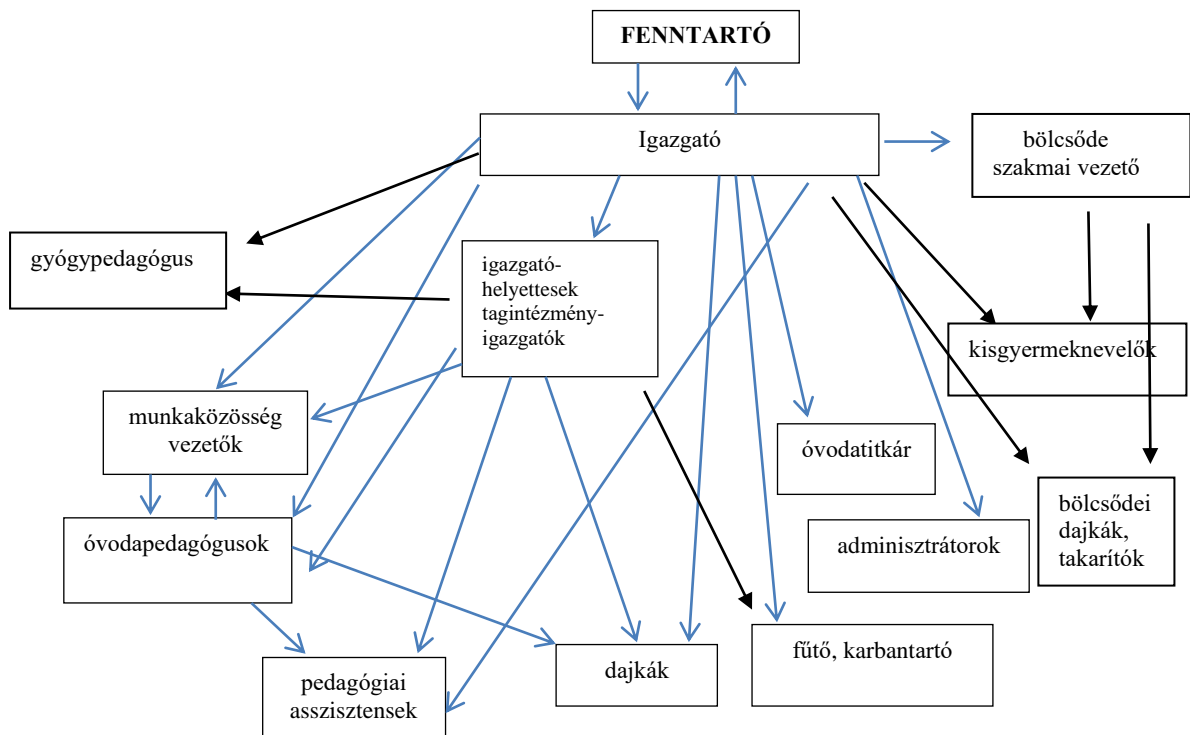 FENNTARTÓ
Igazgató
bölcsőde
szakmai vezető
gyógypedagógus
igazgató-
helyettesek
tagintézmény-
igazgatók
kisgyermeknevelők
munkaközösség
vezetők
óvodatitkár
bölcsődei
dajkák,
takarítók
óvodapedagógusok
adminisztrátorok
fűtő, karbantartó
dajkák
pedagógiai
asszisztensek